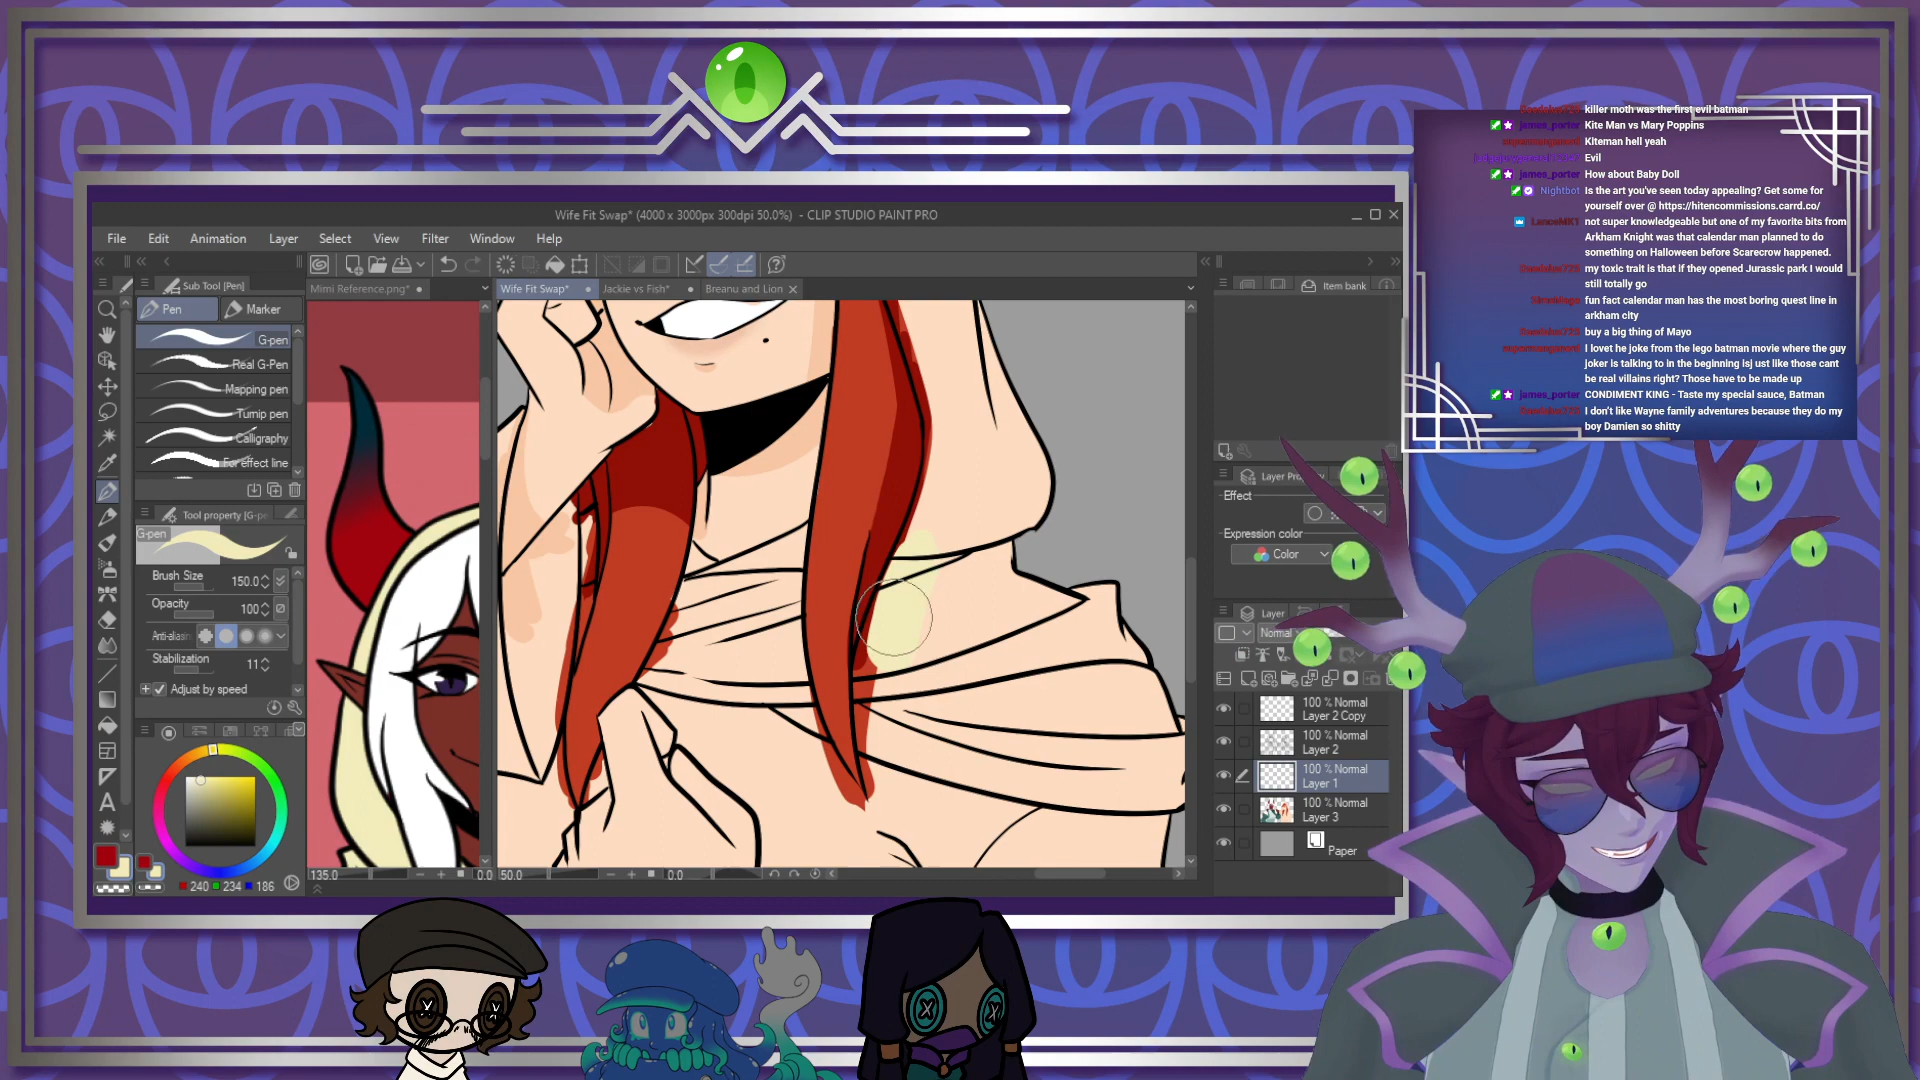 Wife Fit Swap* (4000 x 3000px 300dpi 50.0%) - CLIP STUDIO PAINT PRO
File Edit Animation Layer Select View Filter Window Help
Sub Tool [Pen]
Pen Marker
G-pen
Real G-Pen
Mapping pen
Turnip pen
Calligraphy
For effect line
Tool property [G-pe
G-pen
Brush Size 150.0
Opacity 100
Anti-aliasin
Stabilization 11
Adjust by speed
240 234 186
Mimi Reference.png*
Wife Fit Swap* Jackie vs Fish* Breanu and Lion
135.0 0.0 50.0 0.0
Item bank
Layer Pr
Effect
Expression color
Color
Layer
Normal
100 % Normal
Layer 2 Copy
100 % Normal
Layer 2
100 % Normal
Layer 1
100 % Normal
Layer 3
Paper
killer moth was the first evil batman
james_porter Kite Man vs Mary Poppins
KIteman hell yeah
Evil
james_porter How about Baby Doll
Nightbot Is the art you've seen today appealing? Get some for
yourself over @ https://hitencommissions.carrd.co/
LanceMK1 not super knowledgeable but one of my favorite bits from
Arkham Knight was that calendar man planned to do
something on Halloween before Scarecrow happened.
my toxic trait is that if they opened Jurassic park I would
still totally go
fun fact calendar man has the most boring quest line in
arkham city
buy a big thing of Mayo
I lovet he joke from the lego batman movie where the guy
joker is talking to in the beginning isj ust like those cant
be real villains right? Those have to be made up
james_porter CONDIMENT KING - Taste my special sauce, Batman
I don't like Wayne family adventures because they do my
boy Damien so shitty